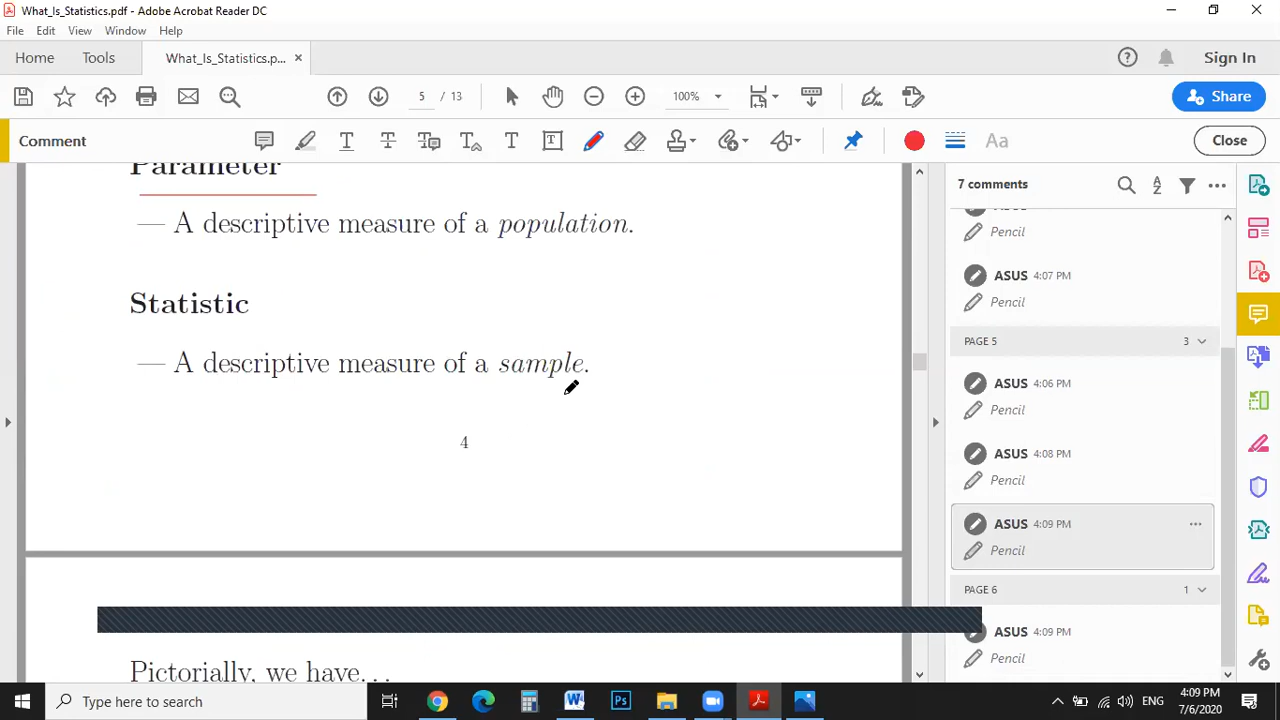 What_Is_Statistics.pdf - Adobe Acrobat Reader DC
File Edit View Window Help
Home Tools What_Is_Statistics.p... × Sign In
5 / 13 100% Share
Comment Aa Close
Parameter
— A descriptive measure of a population.
Statistic
— A descriptive measure of a sample.
4
Pictorially, we have. . .
7 comments
Pencil
ASUS 4:07 PM
Pencil
PAGE 5 3
ASUS 4:06 PM
Pencil
ASUS 4:08 PM
Pencil
ASUS 4:09 PM
Pencil
PAGE 6 1
ASUS 4:09 PM
Pencil
Type here to search
ENG 4:09 PM
7/6/2020